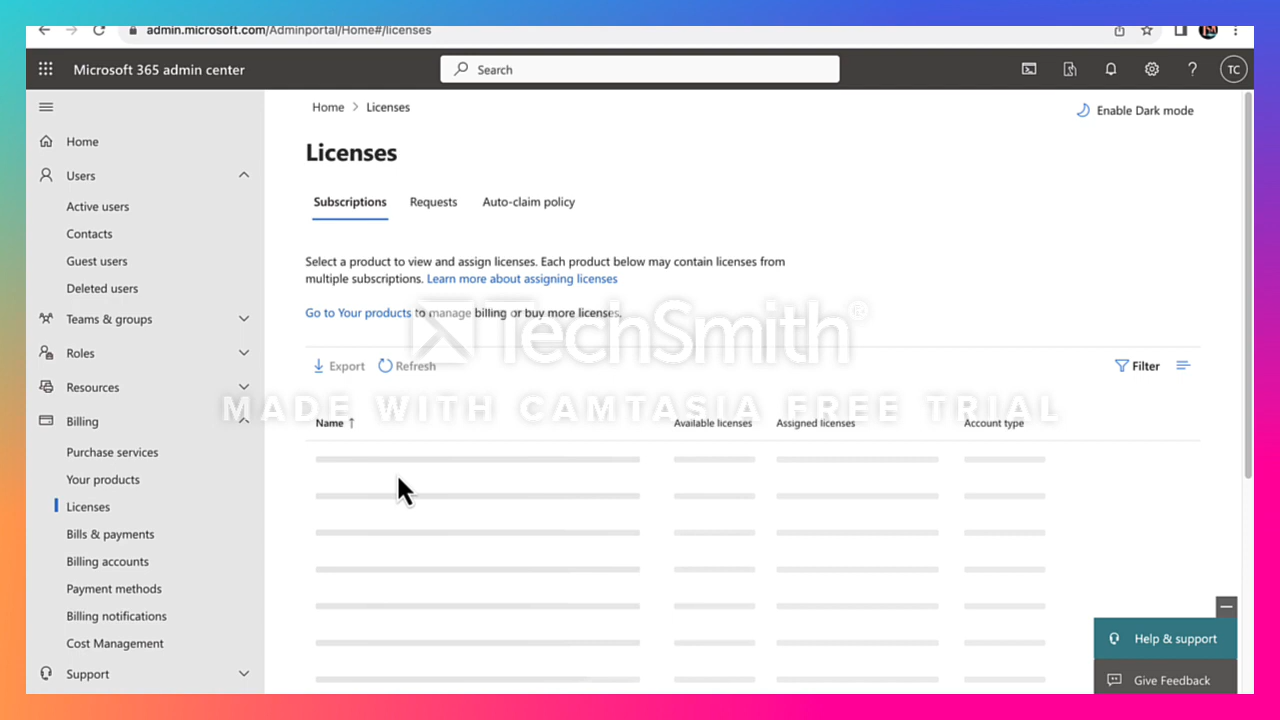 admin.microsoft.com/Adminportal/Home#/licenses
Microsoft 365 admin center
Search
TC
Home > Licenses
Enable Dark mode
Home
Users
Active users
Contacts
Guest users
Deleted users
Teams & groups
Roles
Resources
Billing
Purchase services
Your products
Licenses
Bills & payments
Billing accounts
Payment methods
Billing notifications
Cost Management
Support
Licenses
Subscriptions Requests Auto-claim policy
Select a product to view and assign licenses. Each product below may contain licenses from
multiple subscriptions. Learn more about assigning licenses
Go to Your products to manage billing or buy more licenses.
TechSmith®
Export Refresh Filter
MADE WITH CAMTASIA FREE TRIAL
Name ↑ Available licenses Assigned licenses Account type
Help & support
Give Feedback